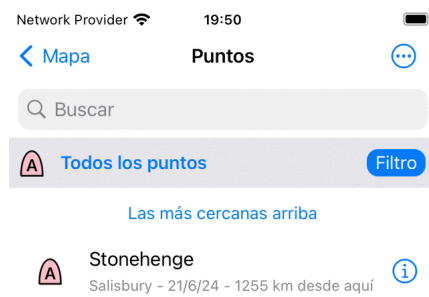 Network Provider 19:50
Mapa Puntos
Buscar
A Todos los puntos Filtro
Las más cercanas arriba
Stonehenge
A
Salisbury - 21/6/24 - 1255 km desde aquí